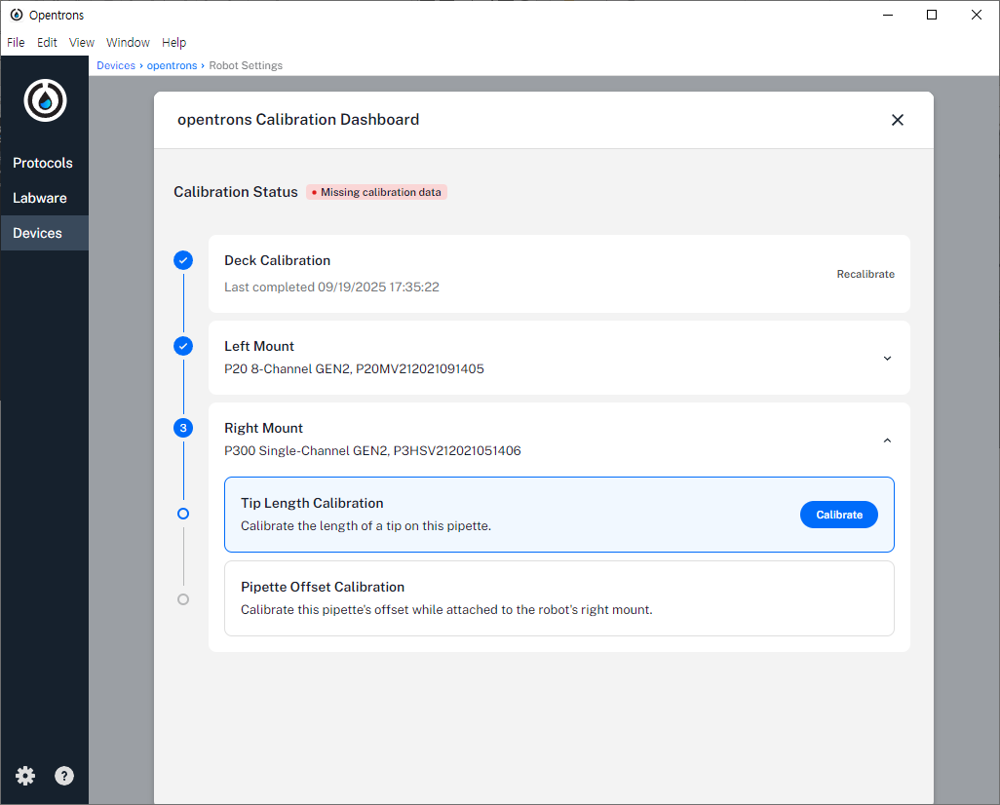 Opentrons
File Edit View Window Help
Devices › opentrons › Robot Settings
Protocols
Labware
Devices
opentrons Calibration Dashboard
Calibration Status
Missing calibration data
Deck Calibration
Last completed 09/19/2025 17:35:22
Recalibrate
Left Mount
P20 8-Channel GEN2, P20MV212021091405
3
Right Mount
P300 Single-Channel GEN2, P3HSV212021051406
Tip Length Calibration
Calibrate the length of a tip on this pipette.
Calibrate
Pipette Offset Calibration
Calibrate this pipette's offset while attached to the robot's right mount.
?